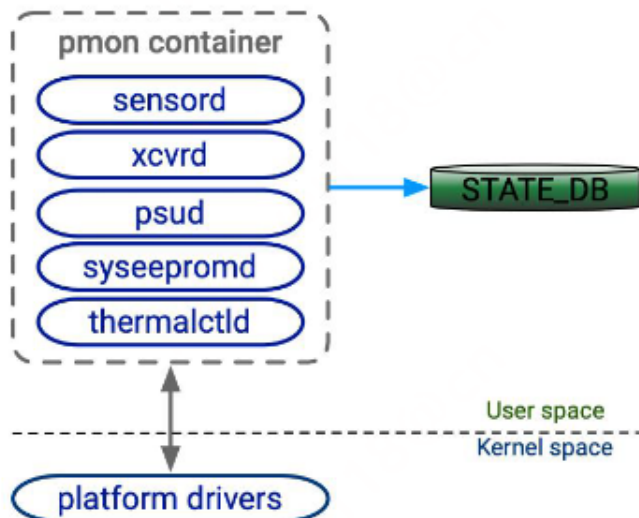 pmon container
sensord
xcvrd
psud
syseepromd
thermalctld
STATE_DB
User space
Kernel space
platform drivers